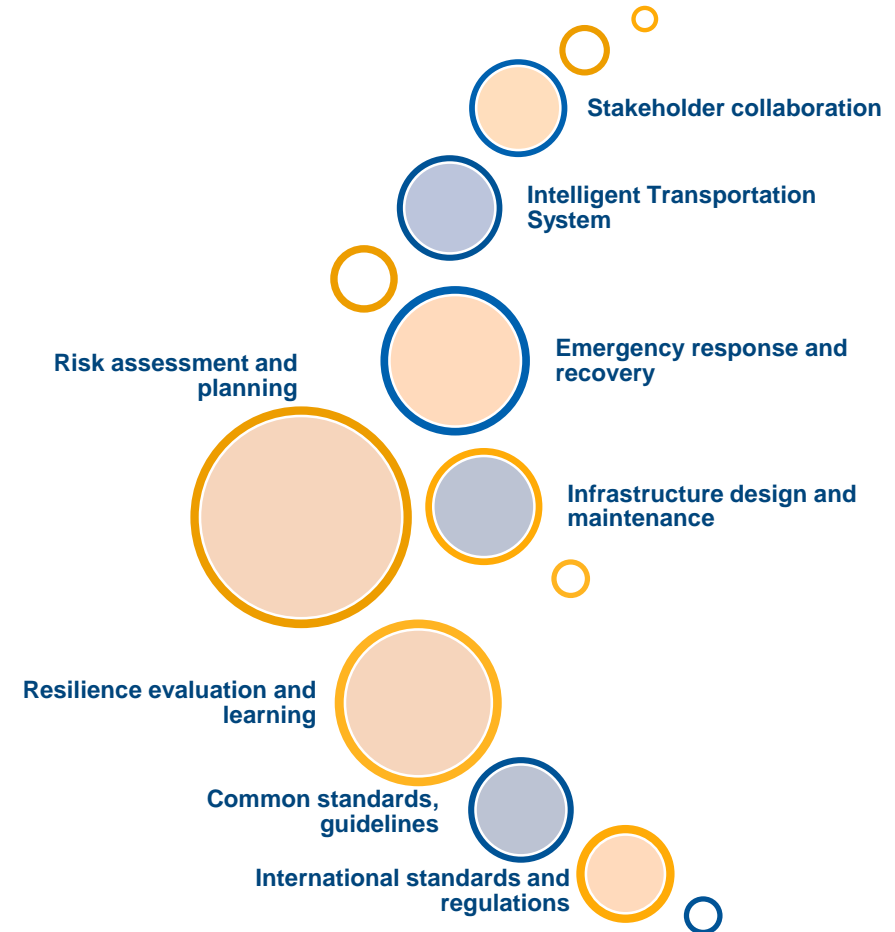 Stakeholder collaboration
Intelligent Transportation
System
Emergency response and
recovery
Risk assessment and
planning
Infrastructure design and
maintenance
Resilience evaluation and
learning
Common standards,
guidelines
International standards and
regulations